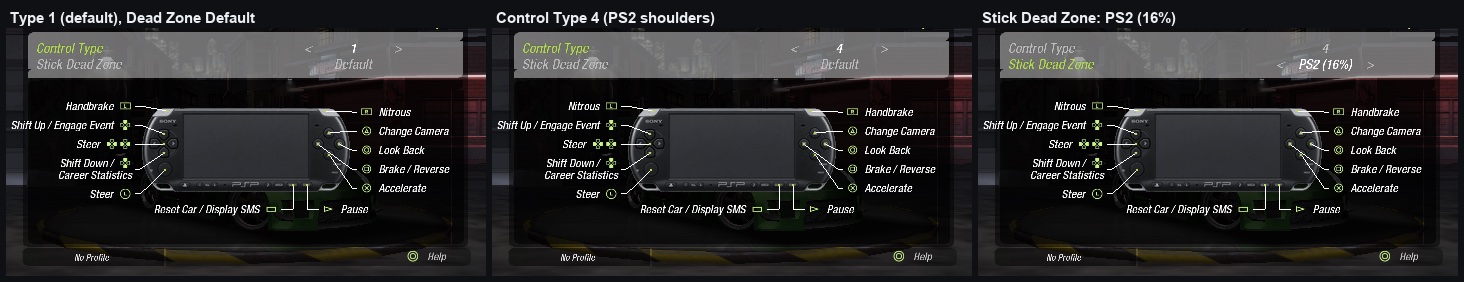 Type 1 (default), Dead Zone Default
Control Type < 1 >
Stick Dead Zone Default
Handbrake L
R Nitrous
Shift Up / Engage Event
Change Camera
Steer
Look Back
Shift Down /
Career Statistics
Brake / Reverse
Steer L
Accelerate
Reset Car / Display SMS
Pause
SONY
PSP
No Profile
Help
Control Type 4 (PS2 shoulders)
Control Type < 4 >
Stick Dead Zone Default
Nitrous L
R Handbrake
Shift Up / Engage Event
Change Camera
Steer
Look Back
Shift Down /
Career Statistics
Brake / Reverse
Steer L
Accelerate
Reset Car / Display SMS
Pause
SONY
PSP
No Profile
Help
Stick Dead Zone: PS2 (16%)
Control Type 4
Stick Dead Zone < PS2 (16%) >
Nitrous L
R Handbrake
Shift Up / Engage Event
Change Camera
Steer
Look Back
Shift Down /
Career Statistics
Brake / Reverse
Steer L
Accelerate
Reset Car / Display SMS
Pause
SONY
PSP
No Profile
Help